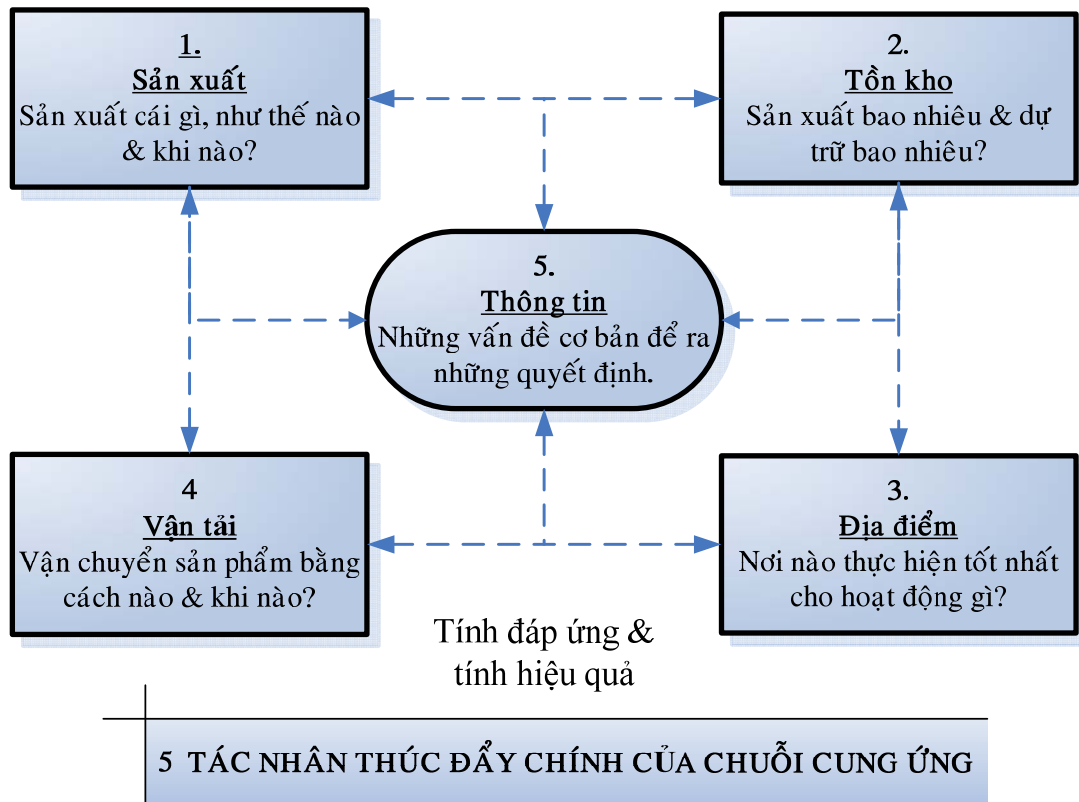 1.
Sản xuất
Sản xuất cái gì, như thế nào
& khi nào?
2.
Tồn kho
Sản xuất bao nhiêu & dự
trữ bao nhiêu?
5.
Thông tin
Những vấn đề cơ bản để ra
những quyết định.
4
Vận tải
Vận chuyển sản phẩm bằng
cách nào & khi nào?
3.
Địa điểm
Nơi nào thực hiện tốt nhất
cho hoạt động gì?
Tính đáp ứng &
tính hiệu quả
5 TÁC NHÂN THÚC ĐẨY CHÍNH CỦA CHUỖI CUNG ỨNG